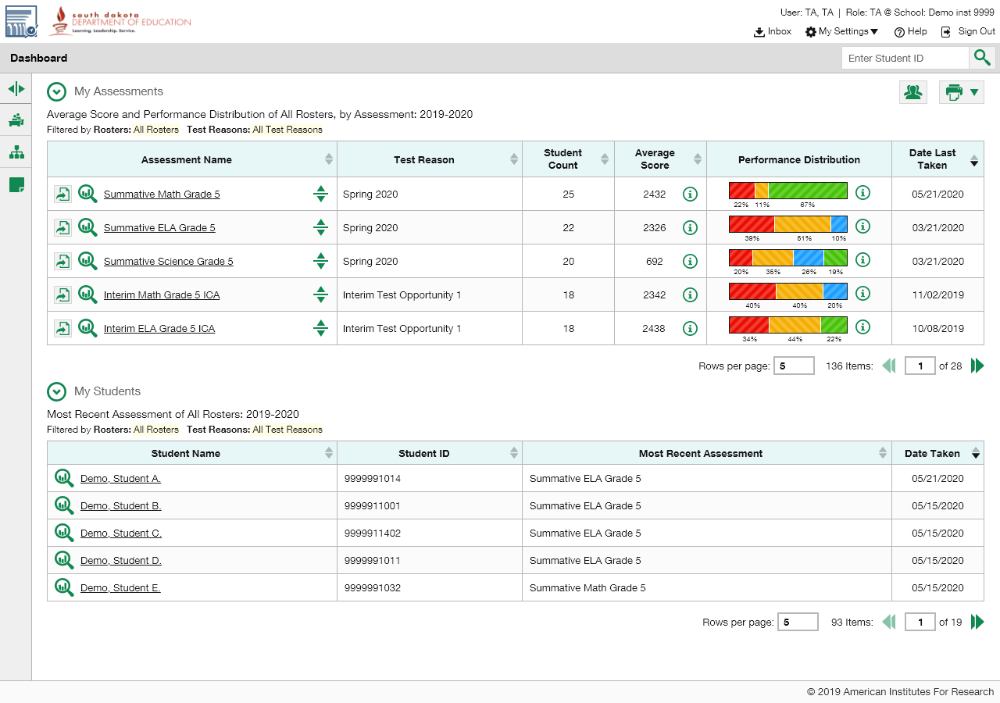 south dakota
DEPARTMENT OF EDUCATION
Learning. Leadership. Service.
User: TA, TA | Role: TA @ School: Demo inst 9999
Inbox My Settings Help Sign Out
Dashboard
Enter Student ID
My Assessments
Average Score and Performance Distribution of All Rosters, by Assessment: 2019-2020
Filtered by Rosters: All Rosters Test Reasons: All Test Reasons
Assessment Name Test Reason Student Count Average Score Performance Distribution Date Last Taken
Summative Math Grade 5 Spring 2020 25 2432 05/21/2020
22% 11% 67%
Summative ELA Grade 5 Spring 2020 22 2326 03/21/2020
39% 51% 10%
Summative Science Grade 5 Spring 2020 20 692 03/21/2020
20% 35% 26% 19%
Interim Math Grade 5 ICA Interim Test Opportunity 1 18 2342 11/02/2019
40% 40% 20%
Interim ELA Grade 5 ICA Interim Test Opportunity 1 18 2438 10/08/2019
34% 44% 22%
Rows per page: 5 136 Items: 1 of 28
My Students
Most Recent Assessment of All Rosters: 2019-2020
Filtered by Rosters: All Rosters Test Reasons: All Test Reasons
Student Name Student ID Most Recent Assessment Date Taken
Demo, Student A. 9999991014 Summative ELA Grade 5 05/21/2020
Demo, Student B. 9999911001 Summative ELA Grade 5 05/15/2020
Demo, Student C. 9999911402 Summative ELA Grade 5 05/15/2020
Demo, Student D. 9999991011 Summative ELA Grade 5 05/15/2020
Demo, Student E. 9999991032 Summative Math Grade 5 05/15/2020
Rows per page: 5 93 Items: 1 of 19
© 2019 American Institutes For Research